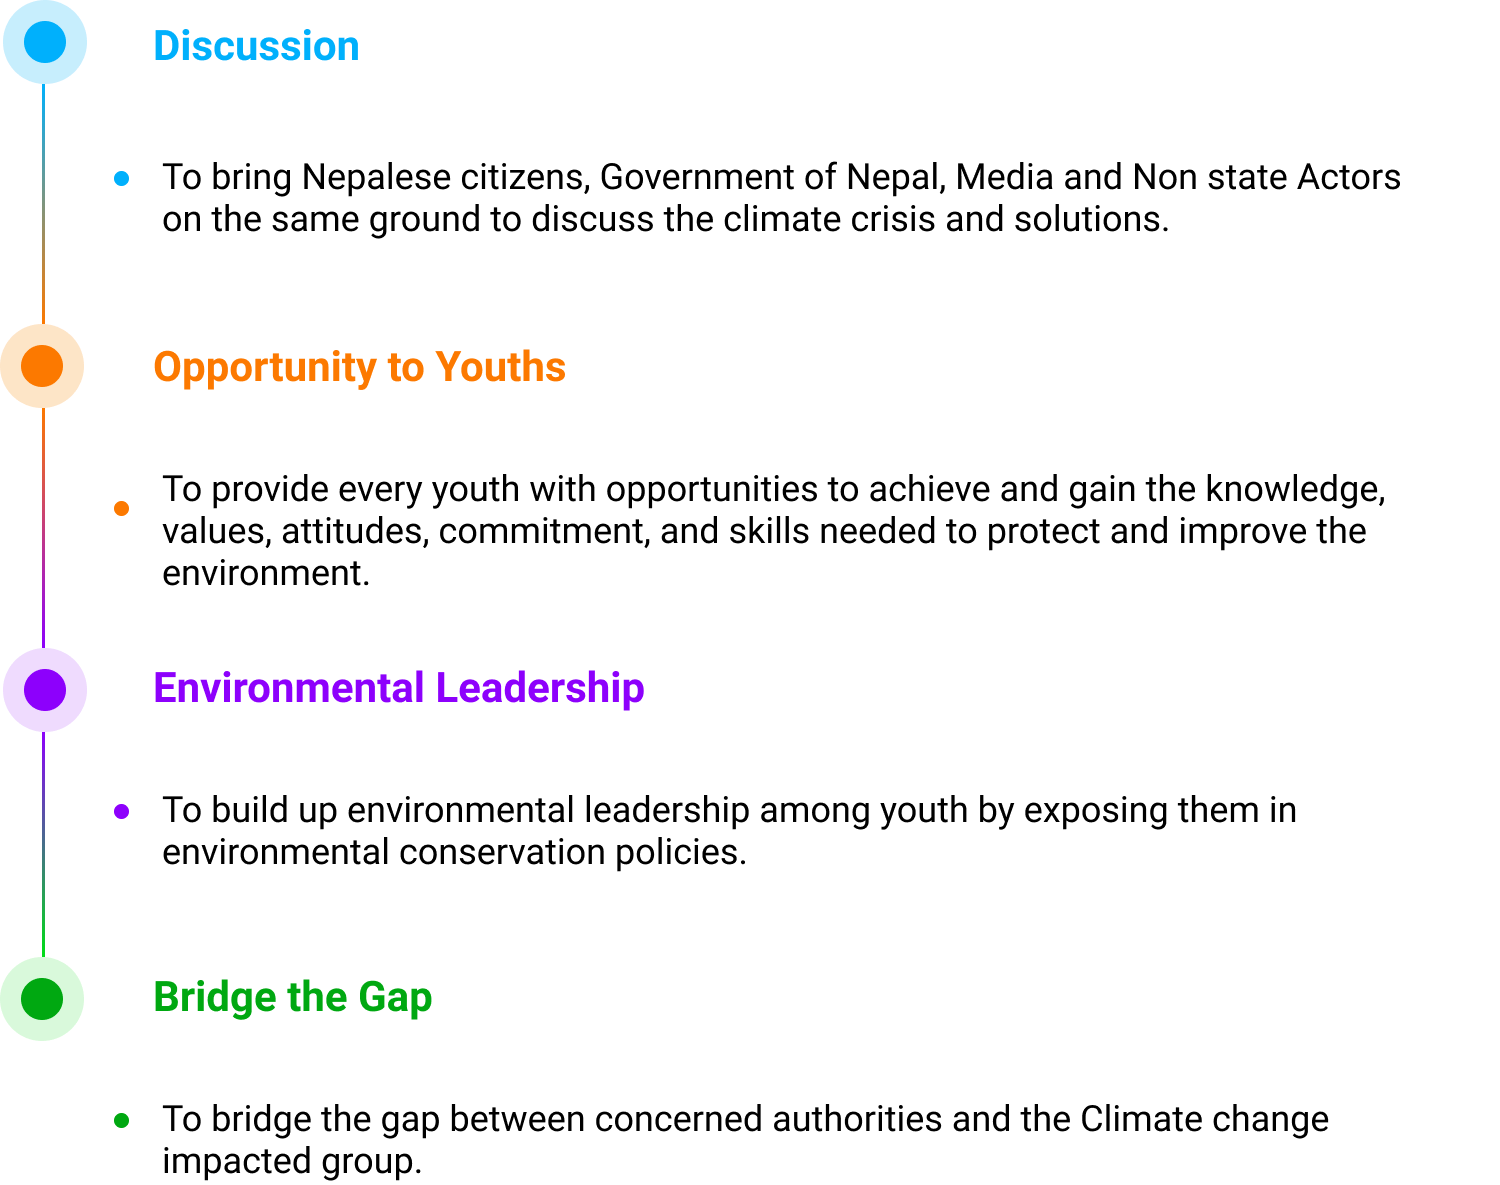 Discussion
To bring Nepalese citizens, Government of Nepal, Media and Non state Actors
on the same ground to discuss the climate crisis and solutions.
Opportunity to Youths
To provide every youth with opportunities to achieve and gain the knowledge,
values, attitudes, commitment, and skills needed to protect and improve the
environment.
Environmental Leadership
To build up environmental leadership among youth by exposing them in
environmental conservation policies.
Bridge the Gap
To bridge the gap between concerned authorities and the Climate change
impacted group.